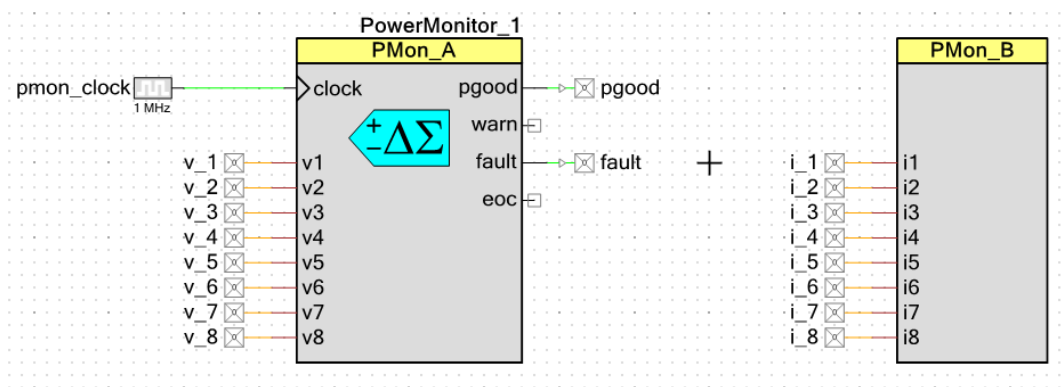 PowerMonitor_1
PMon_A
PMon_B
pmon_clock
1 MHz
clock
pgood
pgood
+
−ΔΣ
warn
fault
fault
eoc
v_1 v1
v_2 v2
v_3 v3
v_4 v4
v_5 v5
v_6 v6
v_7 v7
v_8 v8
i_1 i1
i_2 i2
i_3 i3
i_4 i4
i_5 i5
i_6 i6
i_7 i7
i_8 i8